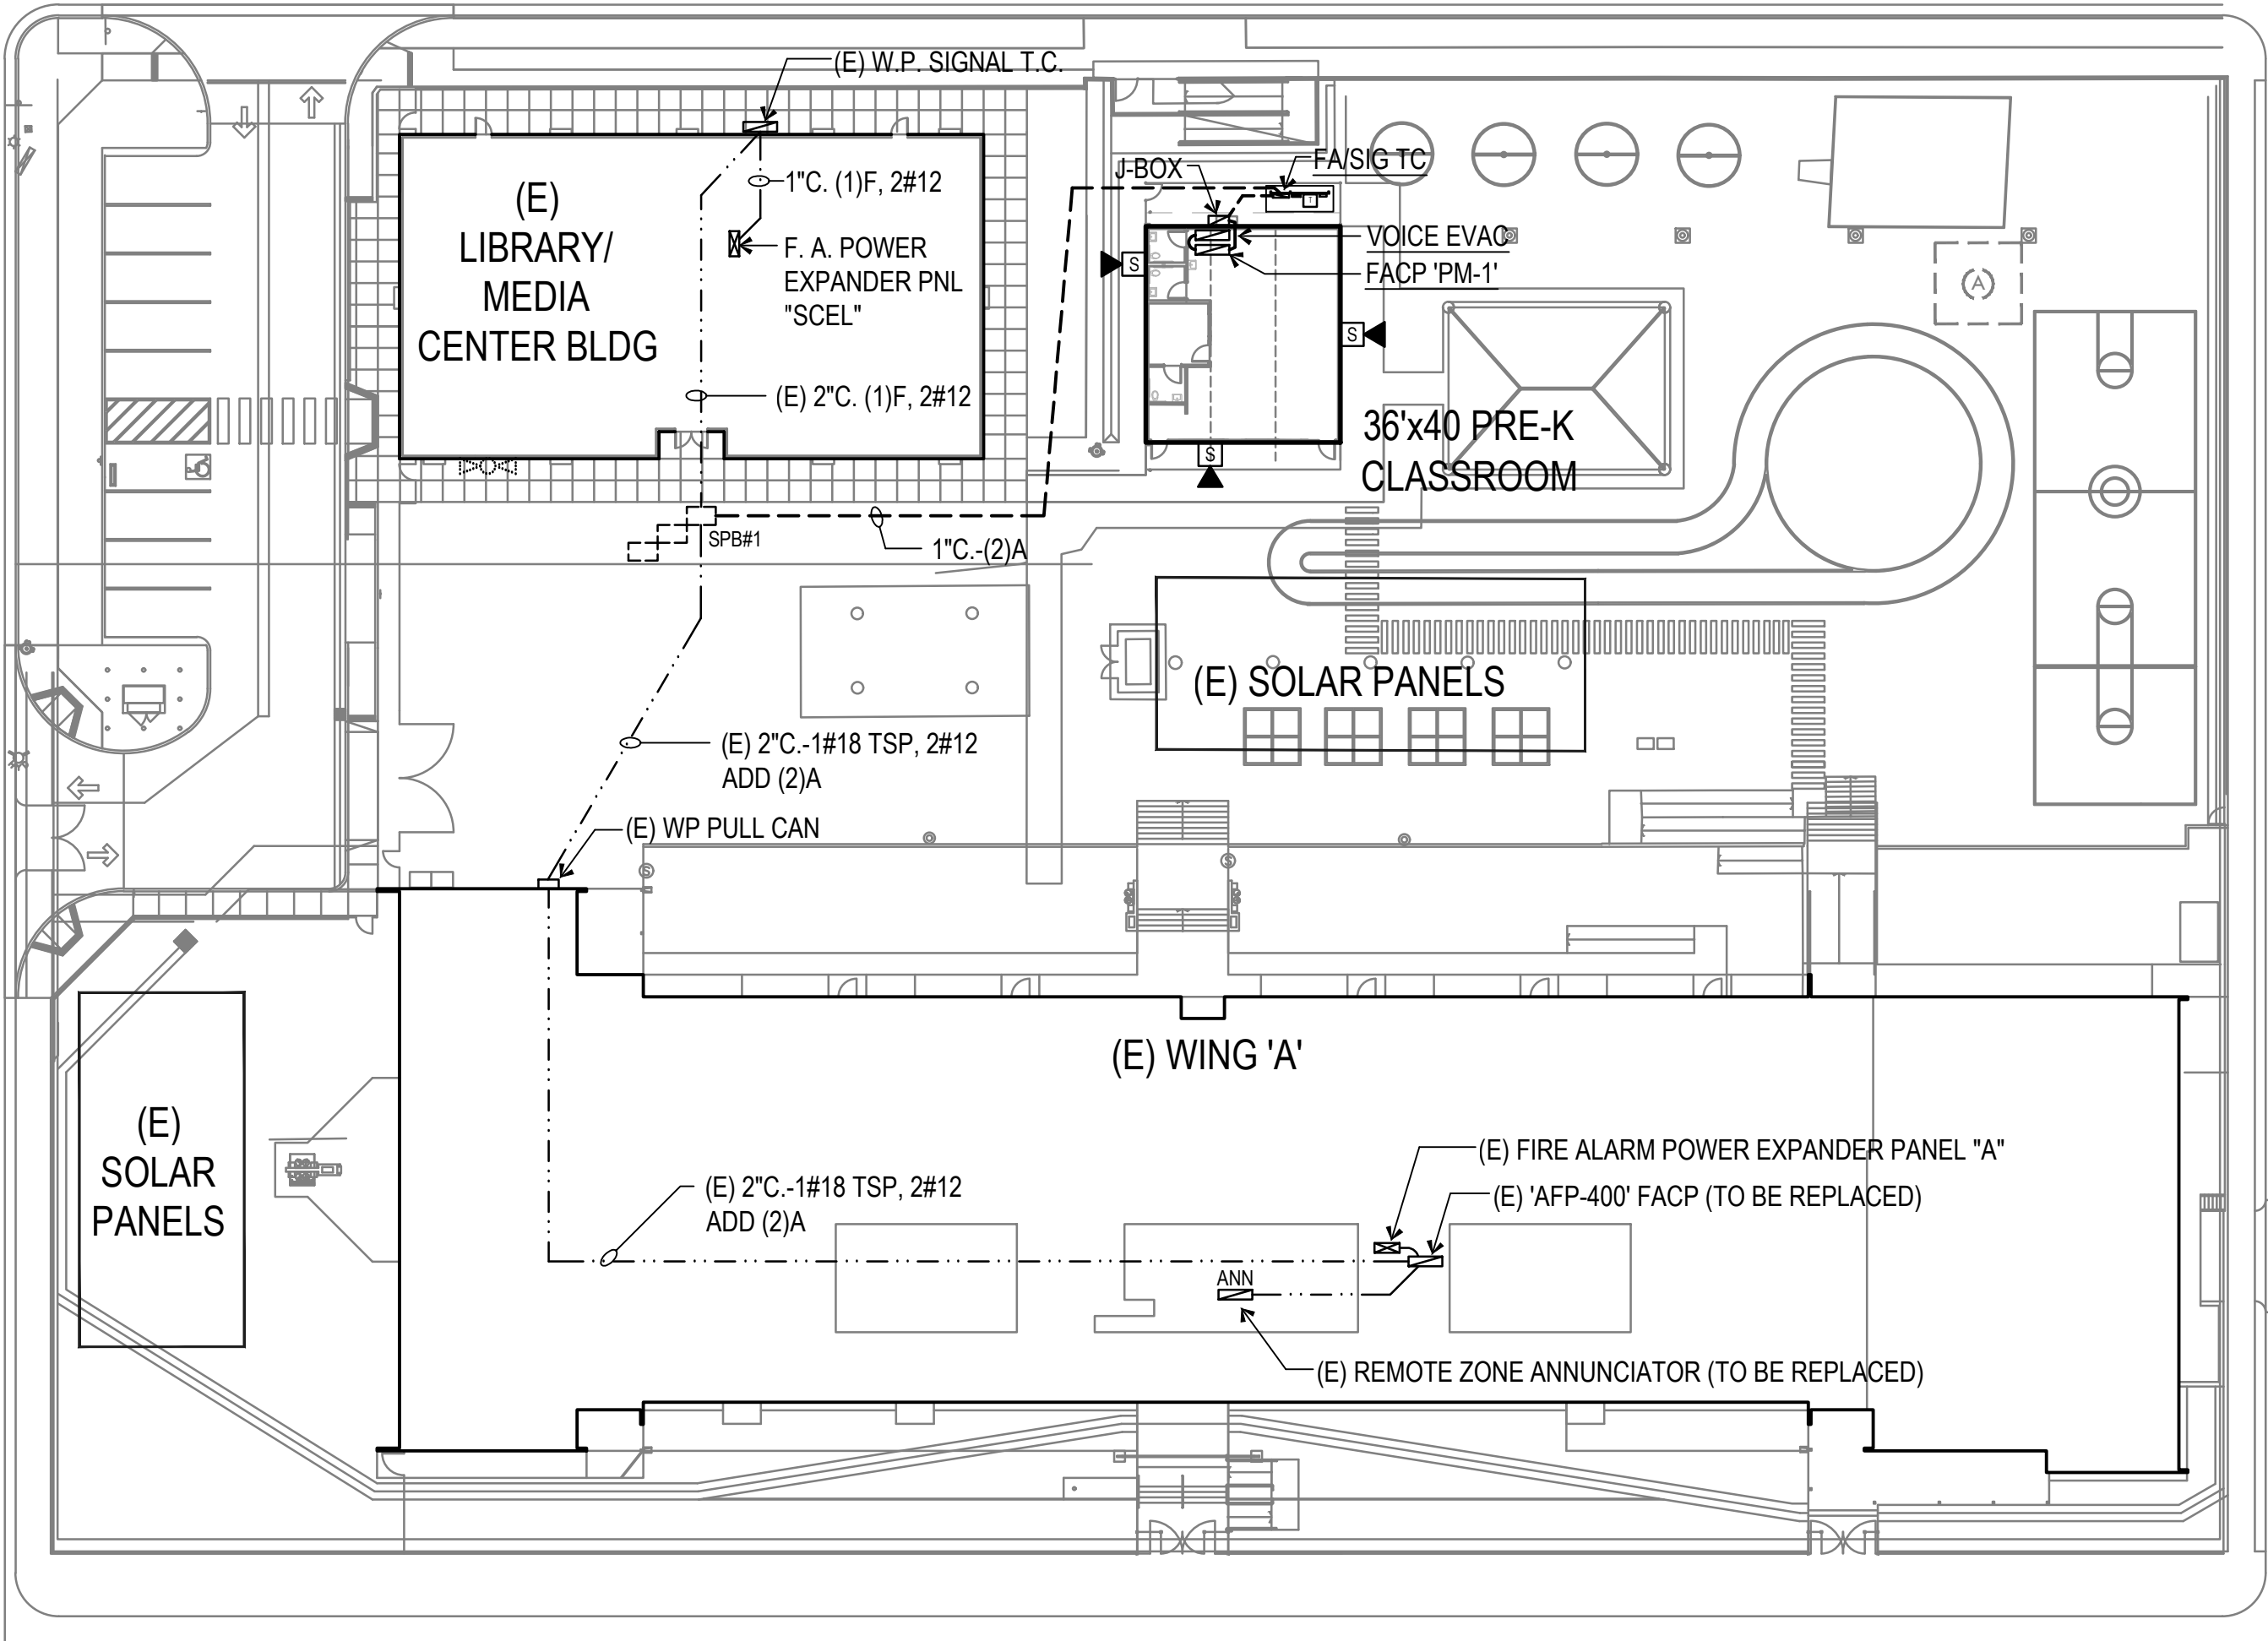 (E) W.P. SIGNAL T.C.
J-BOX
FA/SIG TC
(E)
LIBRARY/
MEDIA
CENTER BLDG
1"C. (1)F, 2#12
F. A. POWER
EXPANDER PNL
"SCEL"
(E) 2"C. (1)F, 2#12
T
S
S
S
VOICE EVAC
FACP 'PM-1'
A
36'x40 PRE-K
CLASSROOM
SPB#1
1"C.-(2)A
(E) SOLAR PANELS
(E) 2"C.-1#18 TSP, 2#12
ADD (2)A
(E) WP PULL CAN
S
S
(E) WING 'A'
(E)
SOLAR
PANELS
(E) 2"C.-1#18 TSP, 2#12
ADD (2)A
(E) FIRE ALARM POWER EXPANDER PANEL "A"
(E) 'AFP-400' FACP (TO BE REPLACED)
ANN
(E) REMOTE ZONE ANNUNCIATOR (TO BE REPLACED)